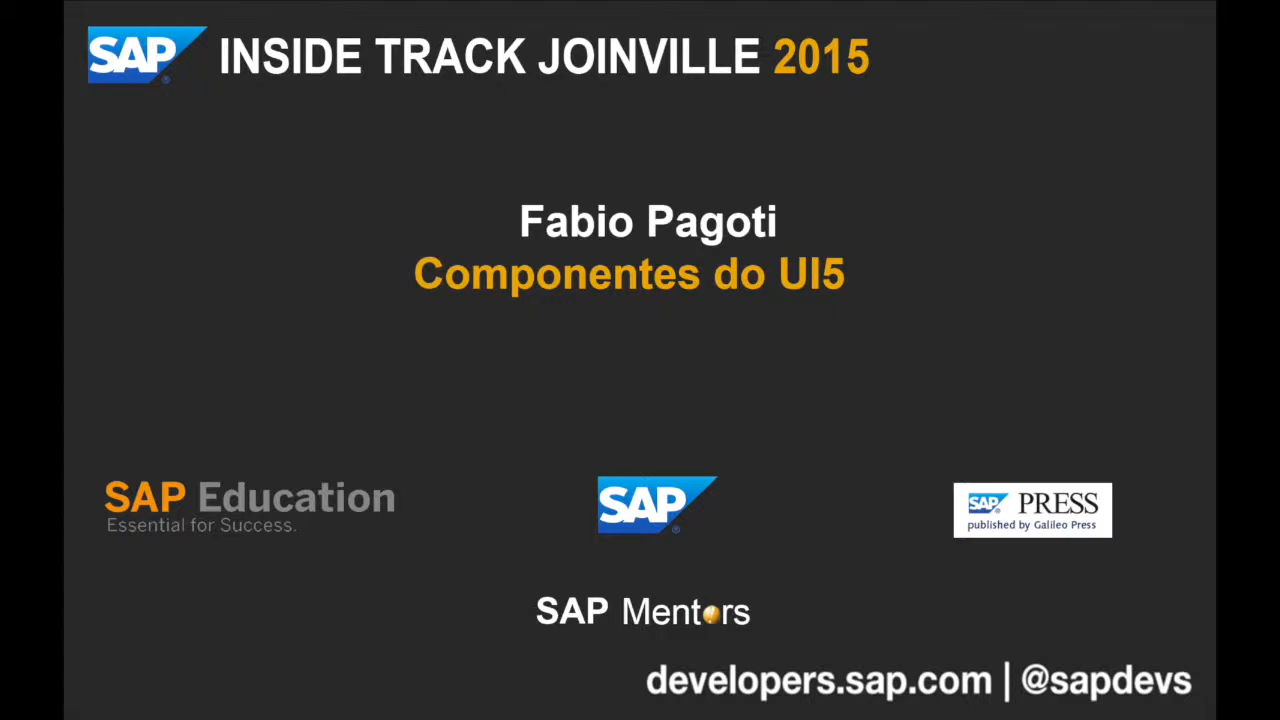 SAP INSIDE TRACK JOINVILLE 2015
Fabio Pagoti
Componentes do UI5
SAP Education
Essential for Success.
SAP
SAP PRESS
published by Galileo Press
SAP Mentors
developers.sap.com | @sapdevs